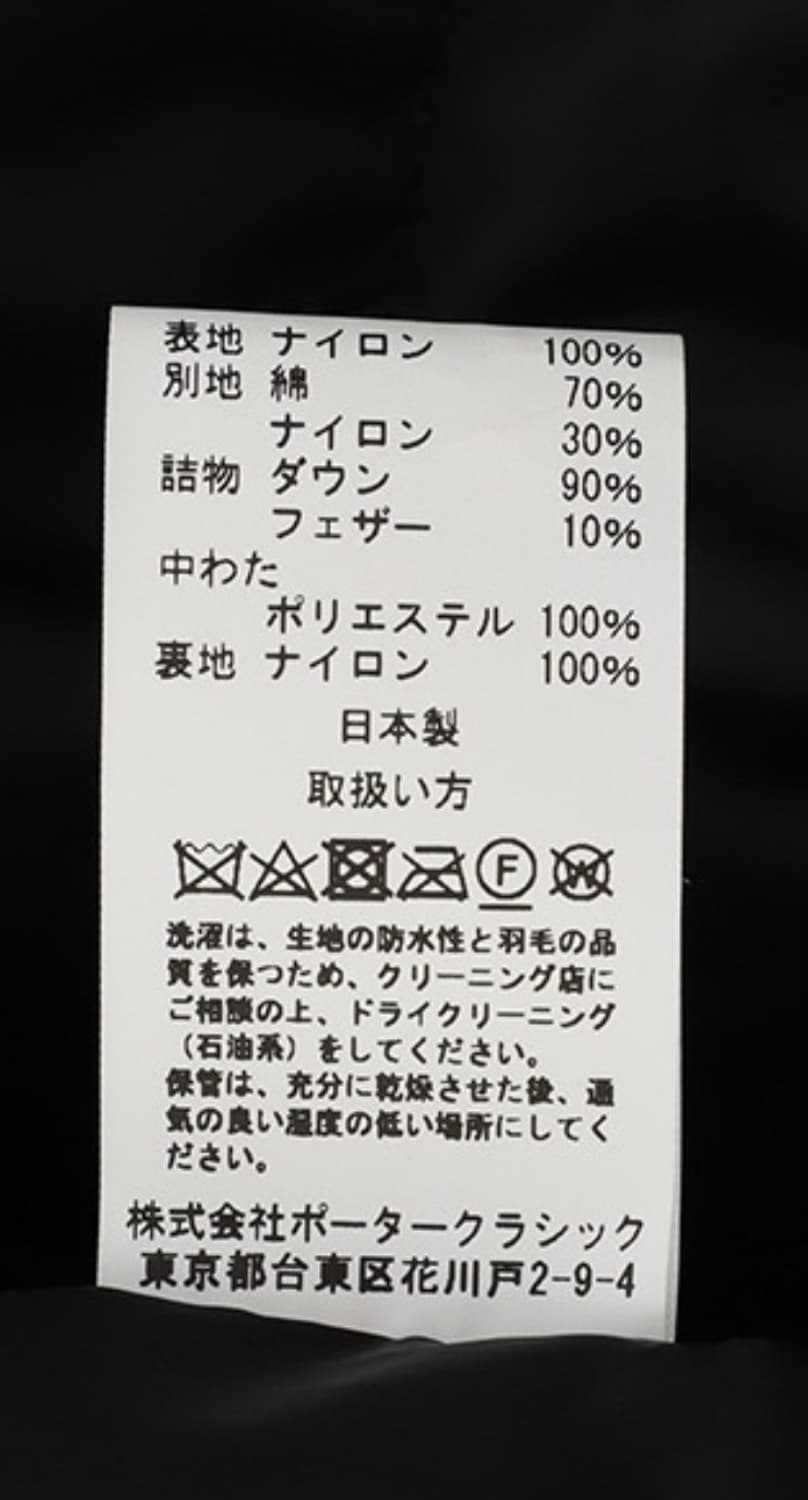 表地 ナイロン 100%
別地 綿 70%
ナイロン 30%
詰物 ダウン 90%
フェザー 10%
中わた
ポリエステル 100%
裏地 ナイロン 100%
日本製
取扱い方
F W
洗濯は、生地の防水性と羽毛の品
質を保つため、クリーニング店に
ご相談の上、ドライクリーニング
（石油系）をしてください。
保管は、充分に乾燥させた後、通
気の良い湿度の低い場所にしてく
ださい。
株式会社ポータークラシック
東京都台東区花川戸2-9-4